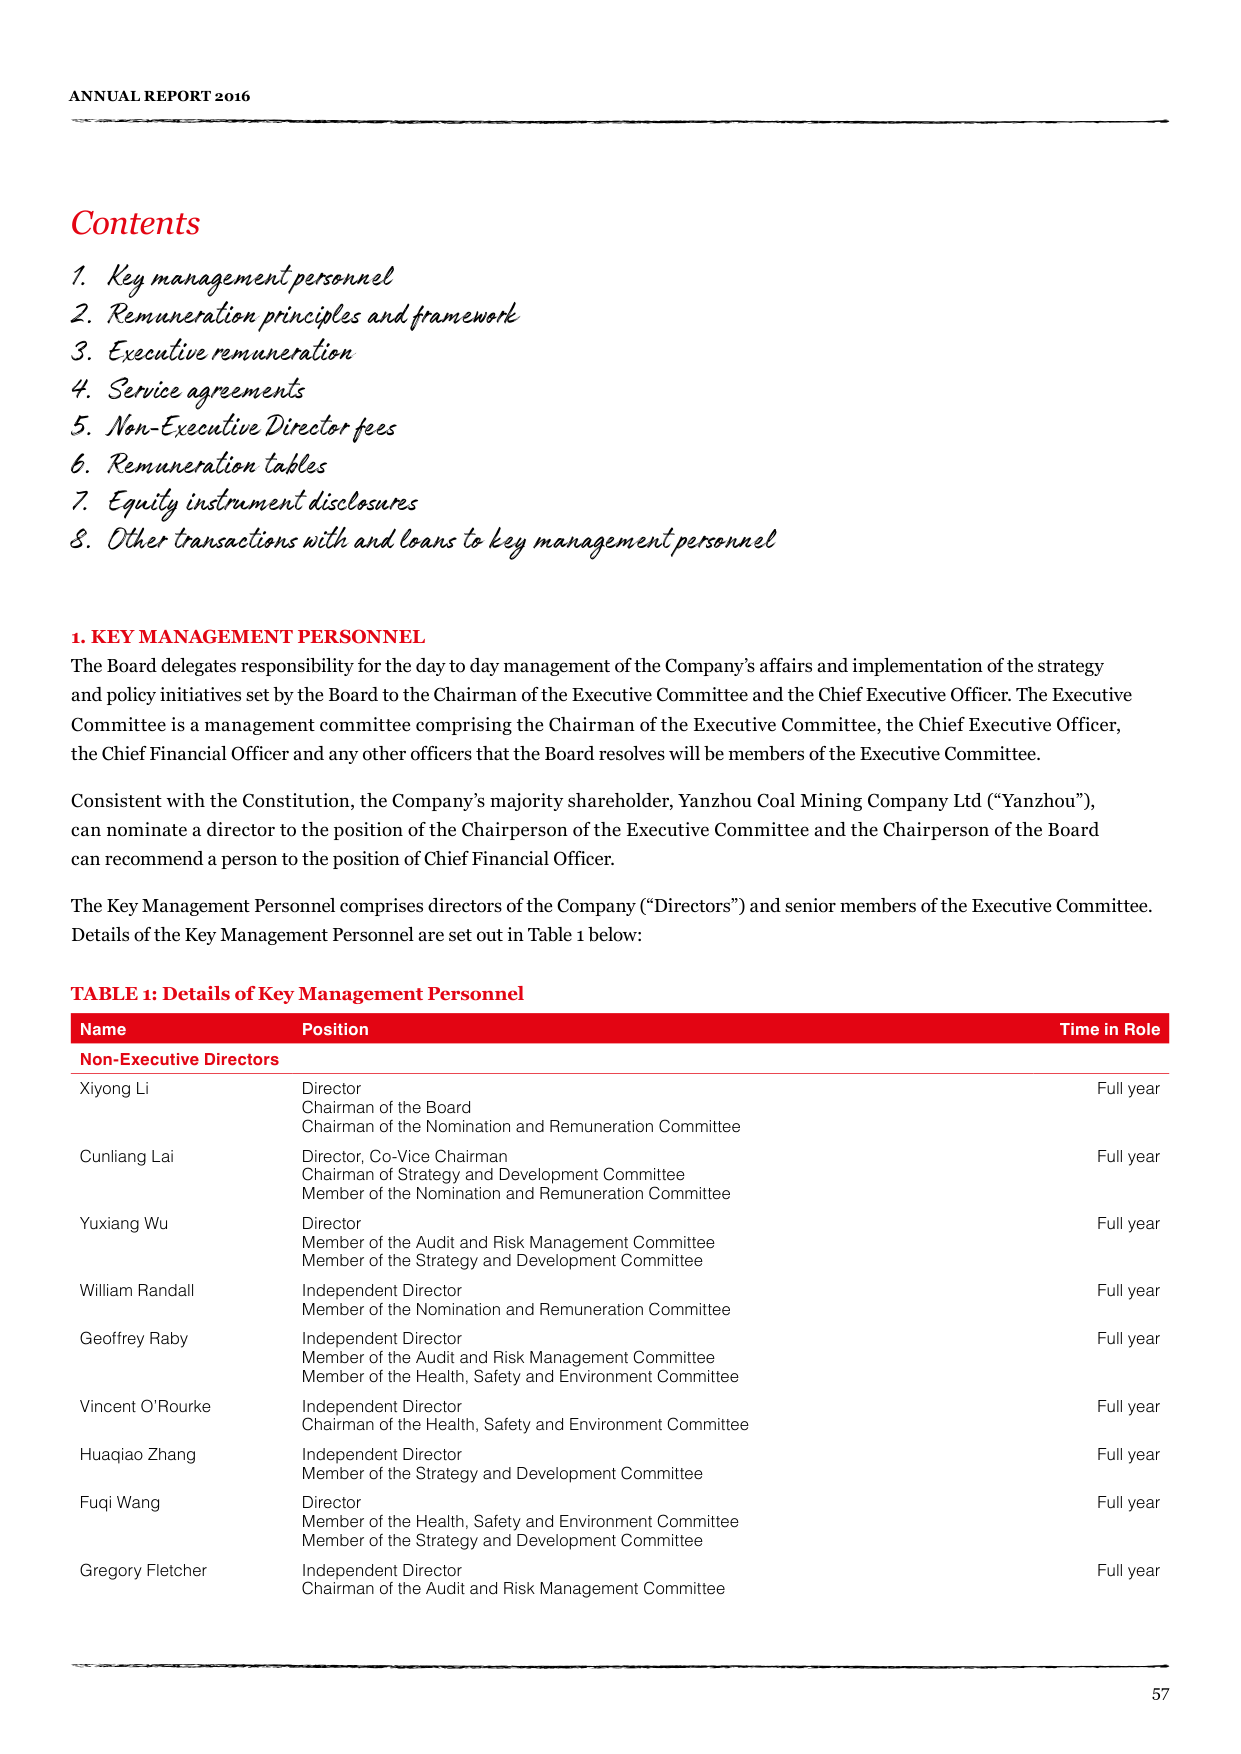 ANNUAL REPORT 2016
Contents
1. Key management personnel
2. Remuneration principles and framework
3. Executive remuneration
4. Service agreements
5. Non-Executive Director fees
6. Remuneration tables
7. Equity instrument disclosures
8. Other transactions with and loans to key management personnel
1. KEY MANAGEMENT PERSONNEL
The Board delegates responsibility for the day to day management of the Company’s affairs and implementation of the strategy
and policy initiatives set by the Board to the Chairman of the Executive Committee and the Chief Executive Officer. The Executive
Committee is a management committee comprising the Chairman of the Executive Committee, the Chief Executive Officer,
the Chief Financial Officer and any other officers that the Board resolves will be members of the Executive Committee.
Consistent with the Constitution, the Company’s majority shareholder, Yanzhou Coal Mining Company Ltd (“Yanzhou”),
can nominate a director to the position of the Chairperson of the Executive Committee and the Chairperson of the Board
can recommend a person to the position of Chief Financial Officer.
The Key Management Personnel comprises directors of the Company (“Directors”) and senior members of the Executive Committee.
Details of the Key Management Personnel are set out in Table 1 below:
TABLE 1: Details of Key Management Personnel
Name Position Time in Role
Non-Executive Directors
Xiyong Li Director Full year
Chairman of the Board
Chairman of the Nomination and Remuneration Committee
Cunliang Lai Director, Co-Vice Chairman Full year
Chairman of Strategy and Development Committee
Member of the Nomination and Remuneration Committee
Yuxiang Wu Director Full year
Member of the Audit and Risk Management Committee
Member of the Strategy and Development Committee
William Randall Independent Director Full year
Member of the Nomination and Remuneration Committee
Geoffrey Raby Independent Director Full year
Member of the Audit and Risk Management Committee
Member of the Health, Safety and Environment Committee
Vincent O’Rourke Independent Director Full year
Chairman of the Health, Safety and Environment Committee
Huaqiao Zhang Independent Director Full year
Member of the Strategy and Development Committee
Fuqi Wang Director Full year
Member of the Health, Safety and Environment Committee
Member of the Strategy and Development Committee
Gregory Fletcher Independent Director Full year
Chairman of the Audit and Risk Management Committee
57